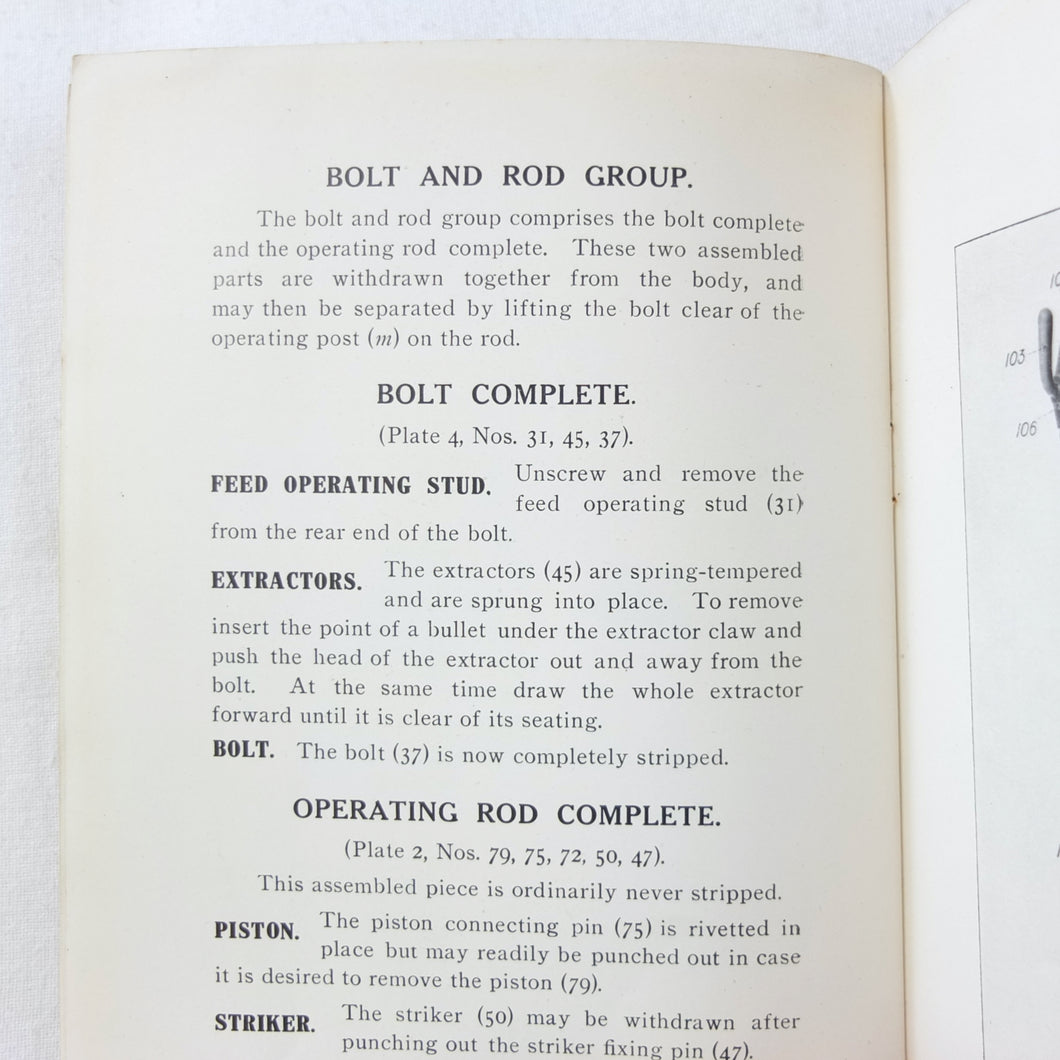 BOLT AND ROD GROUP.
The bolt and rod group comprises the bolt complete
and the operating rod complete. These two assembled
parts are withdrawn together from the body, and
may then be separated by lifting the bolt clear of the
operating post (m) on the rod.
BOLT COMPLETE.
(Plate 4, Nos. 31, 45, 37).
FEED OPERATING STUD. Unscrew and remove the
feed operating stud (31)
from the rear end of the bolt.
EXTRACTORS. The extractors (45) are spring-tempered
and are sprung into place. To remove
insert the point of a bullet under the extractor claw and
push the head of the extractor out and away from the
bolt. At the same time draw the whole extractor
forward until it is clear of its seating.
BOLT. The bolt (37) is now completely stripped.
OPERATING ROD COMPLETE.
(Plate 2, Nos. 79, 75, 72, 50, 47).
This assembled piece is ordinarily never stripped.
PISTON. The piston connecting pin (75) is rivetted in
place but may readily be punched out in case
it is desired to remove the piston (79).
STRIKER. The striker (50) may be withdrawn after
punching out the striker fixing pin (47).
103
106